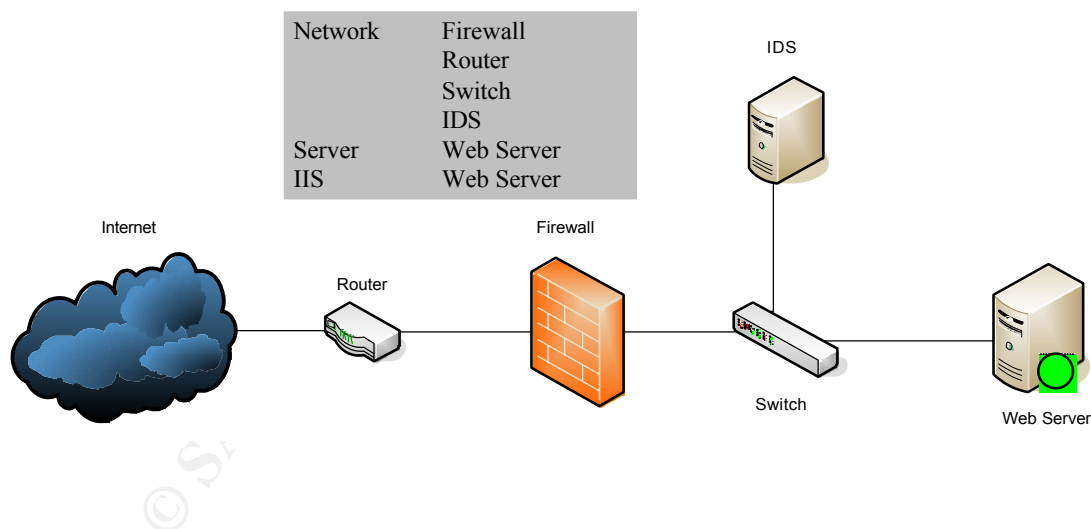 Network Firewall
Router
Switch
IDS
Server Web Server
IIS Web Server
IDS
Internet
Firewall
Router
Switch
Web Server